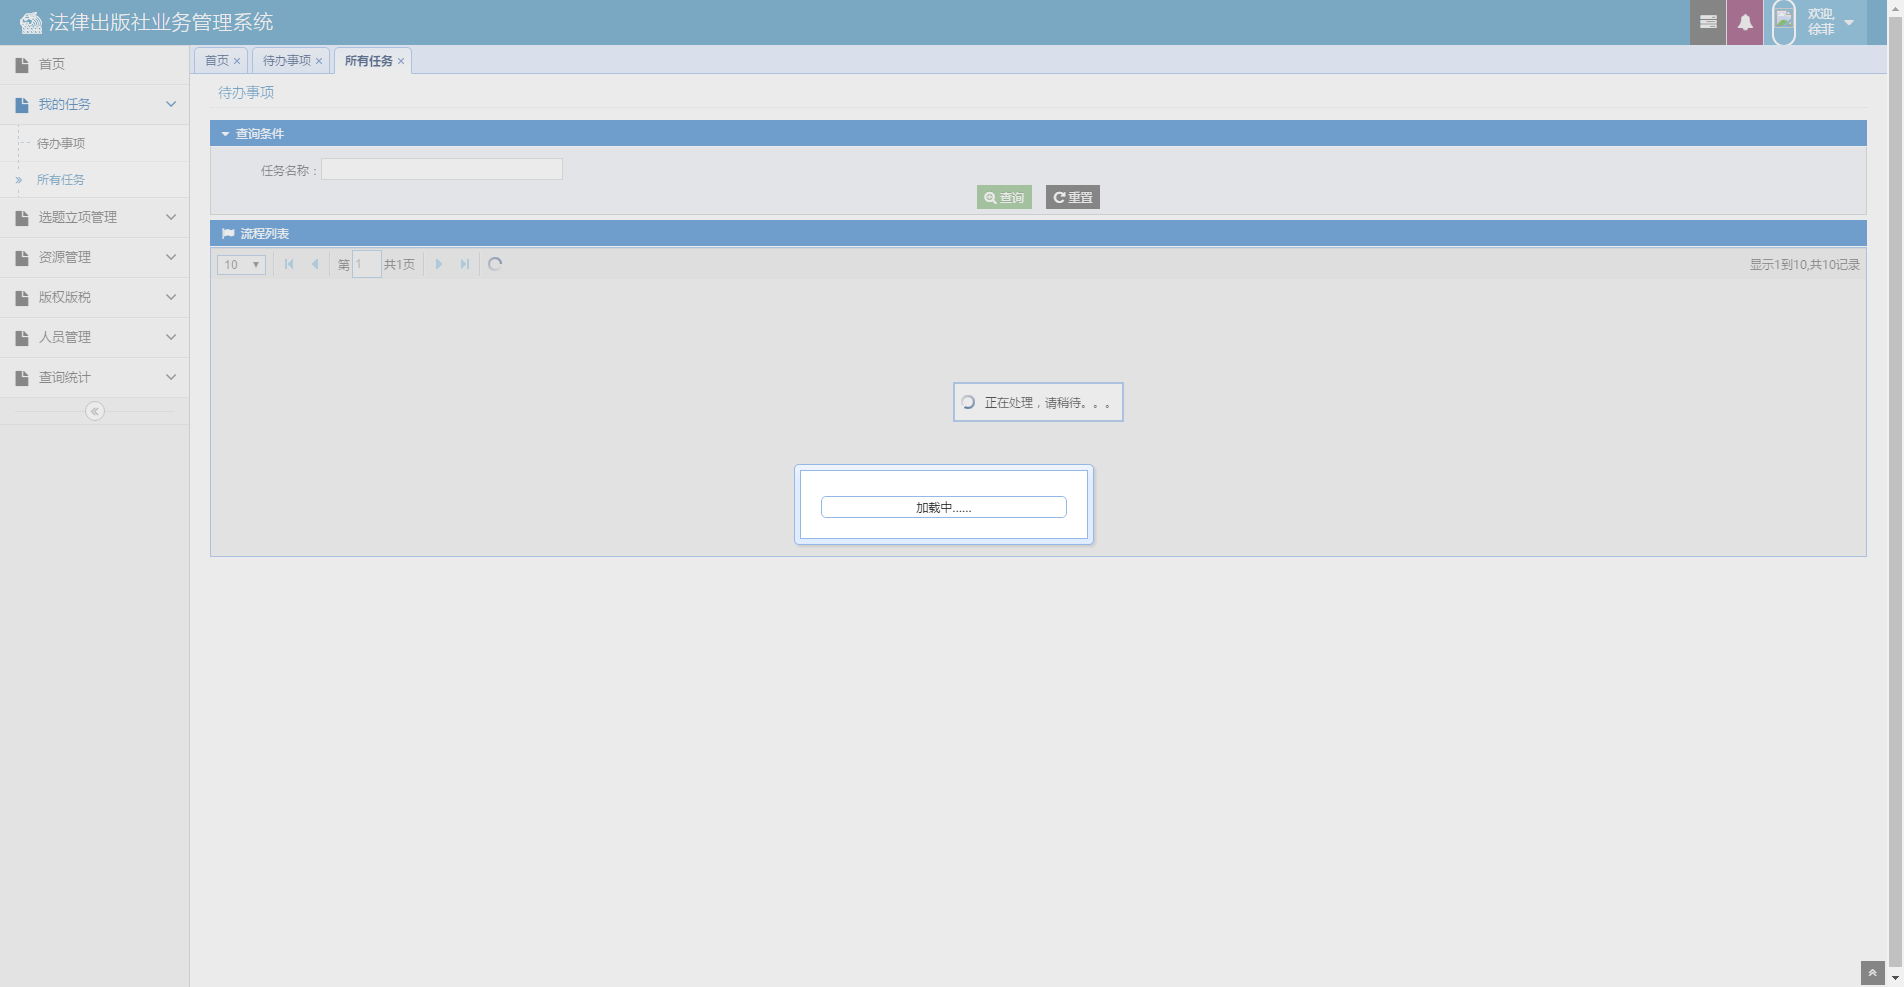 法律出版社业务管理系统
欢迎,
徐菲
首页
我的任务
待办事项
所有任务
选题立项管理
资源管理
版权版税
人员管理
查询统计
首页 ×
待办事项 ×
所有任务 ×
待办事项
查询条件
任务名称：
查询
重置
流程列表
10
第 1 共1页
显示1到10,共10记录
正在处理，请稍待。。。
加载中......